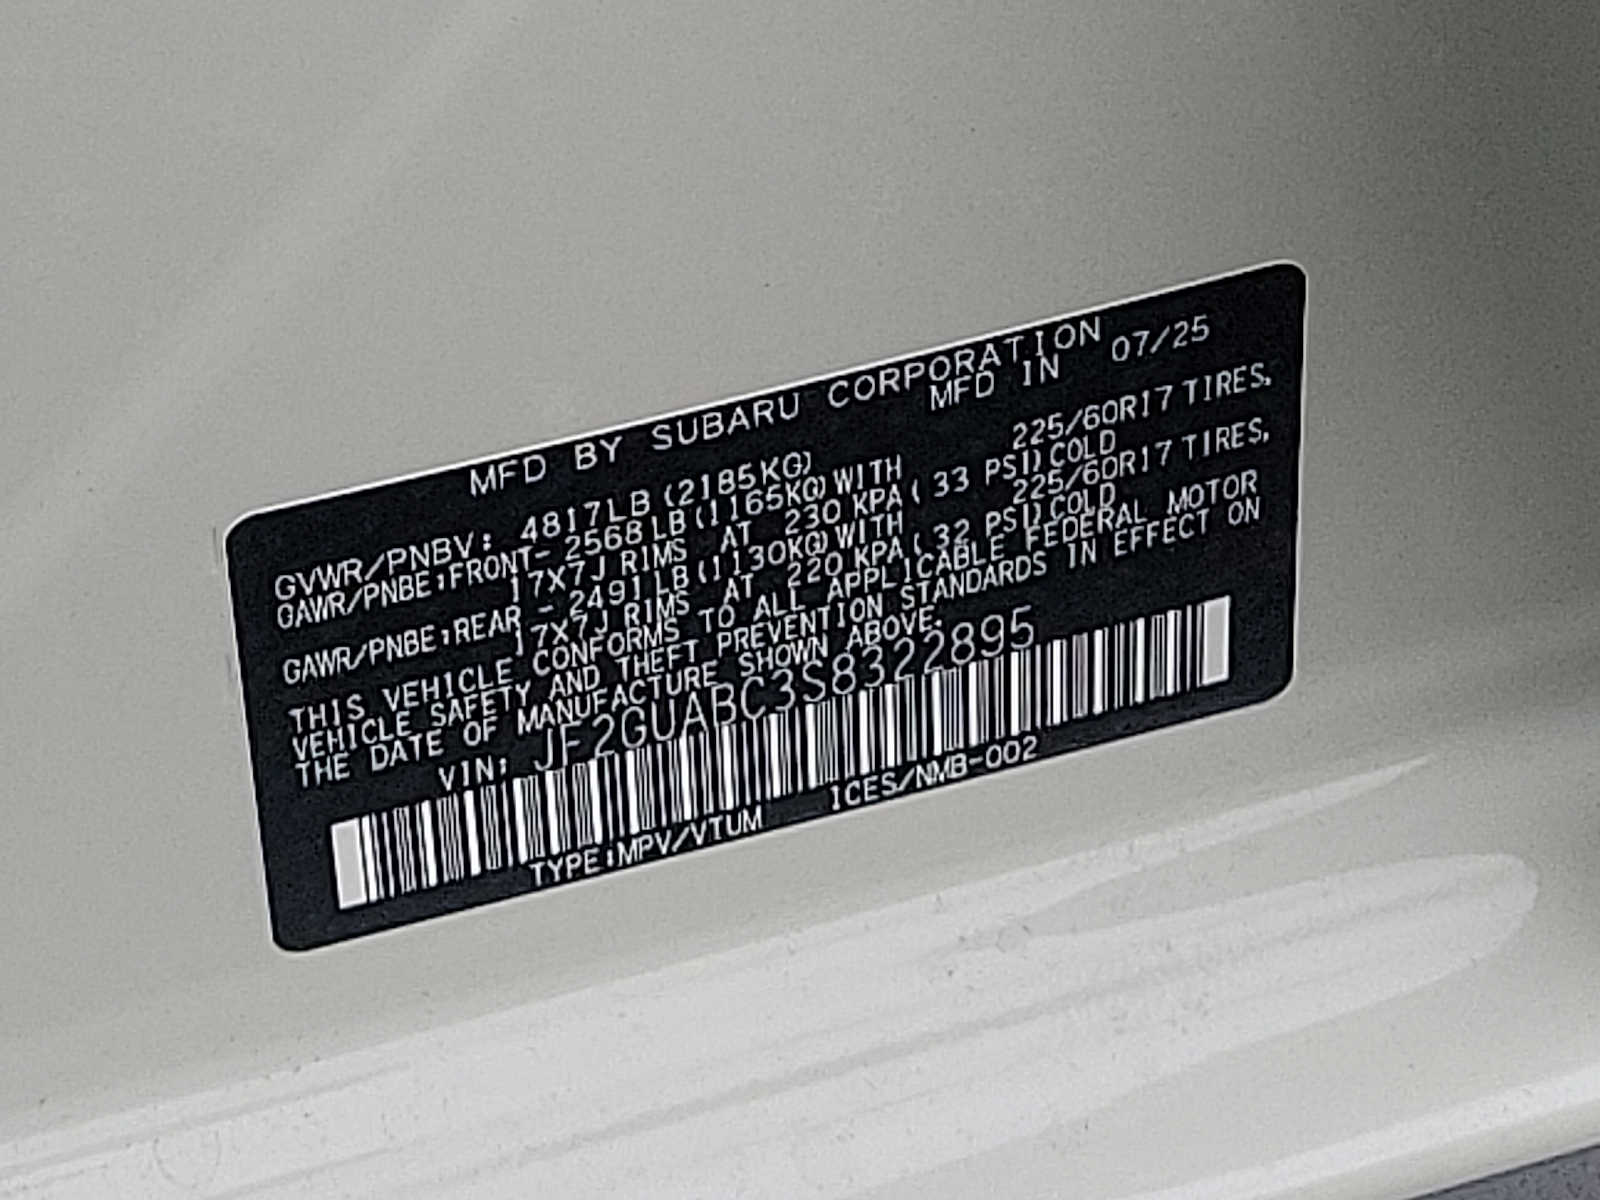 MFD BY SUBARU CORPORATION
MFD IN 07/25
GVWR/PNBV: 4817LB (2185KG)
GAWR/PNBE:FRONT- 2568LB(1165KG)WITH 225/60R17 TIRES,
17X7J RIMS AT 230 KPA( 33 PSI)COLD
GAWR/PNBE:REAR - 2491LB(1130KG)WITH 225/60R17 TIRES,
17X7J RIMS AT 220 KPA( 32 PSI)COLD.
THIS VEHICLE CONFORMS TO ALL APPLICABLE FEDERAL MOTOR
VEHICLE SAFETY AND THEFT PREVENTION STANDARDS IN EFFECT ON
THE DATE OF MANUFACTURE SHOWN ABOVE.
VIN: JF2GUABC3S8322895
TYPE:MPV/VTUM ICES/NMB-002